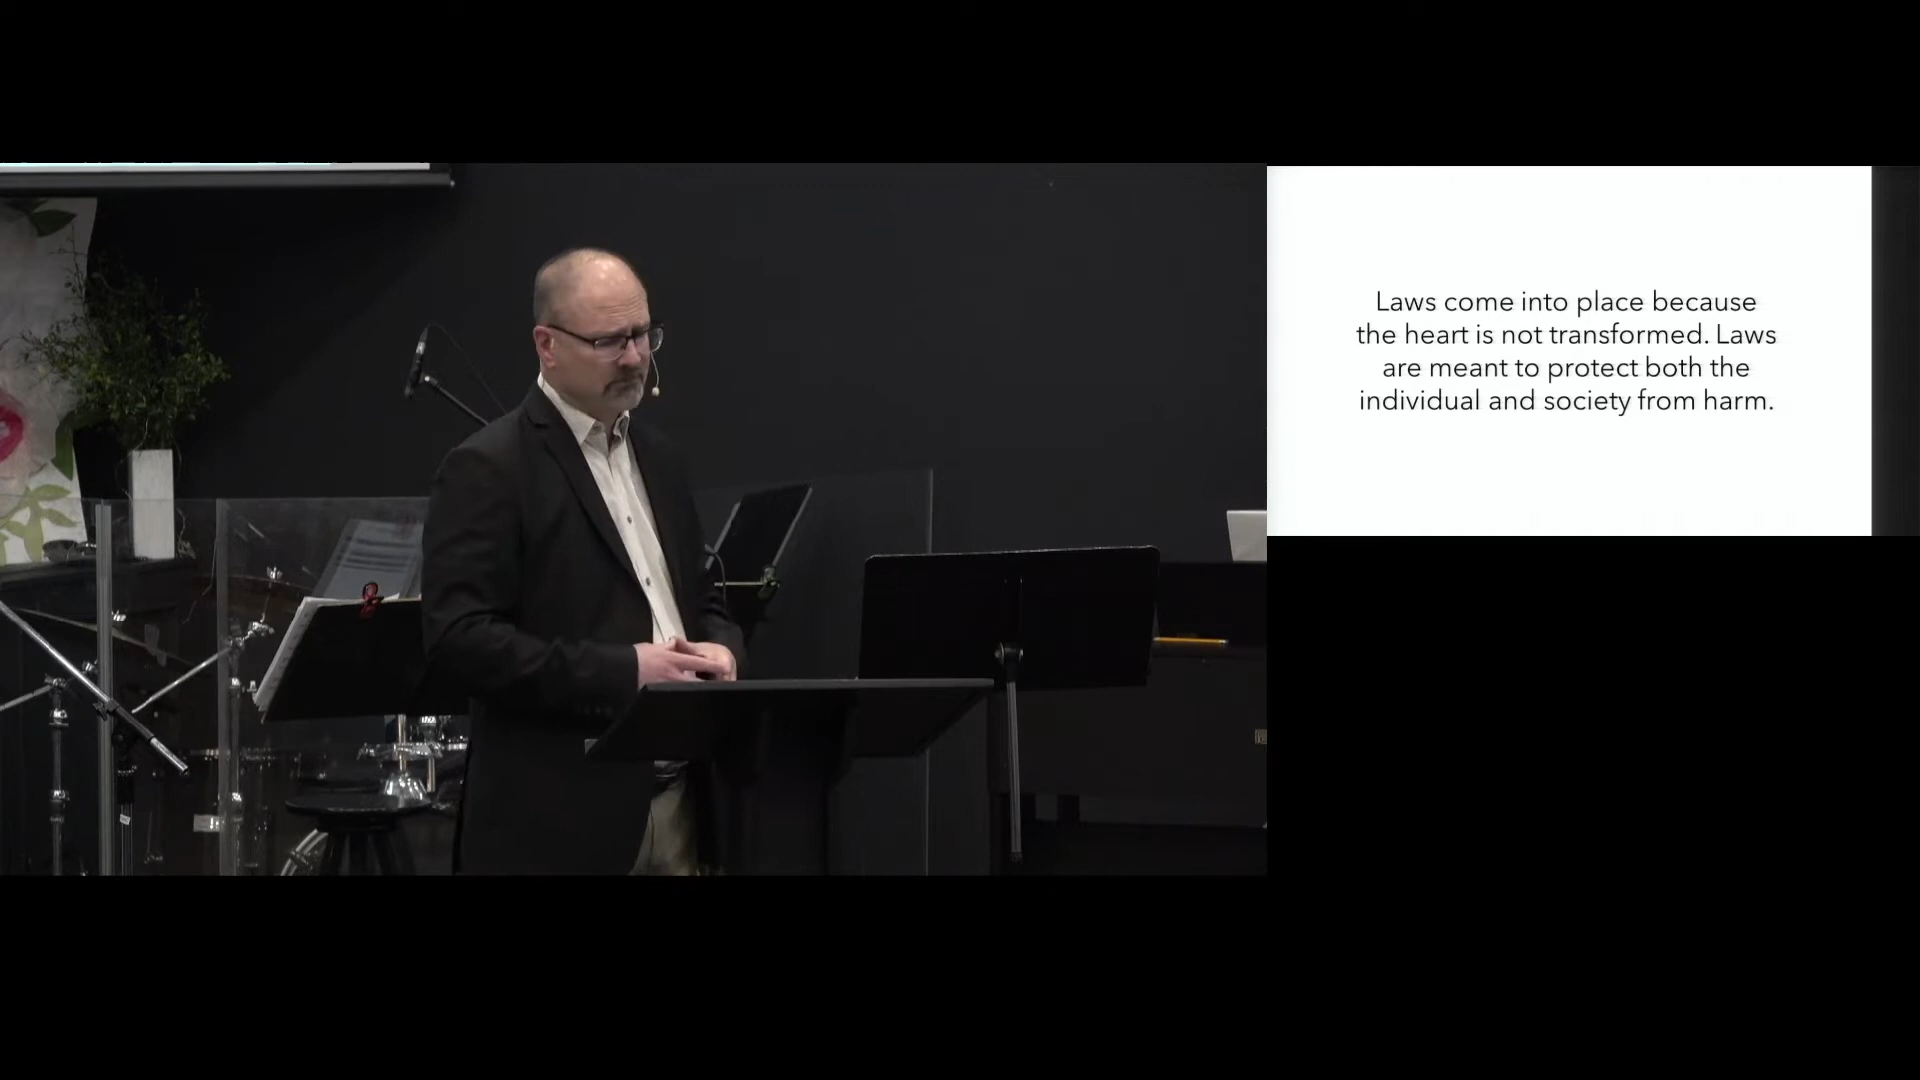 Laws come into place because
the heart is not transformed. Laws
are meant to protect both the
individual and society from harm.